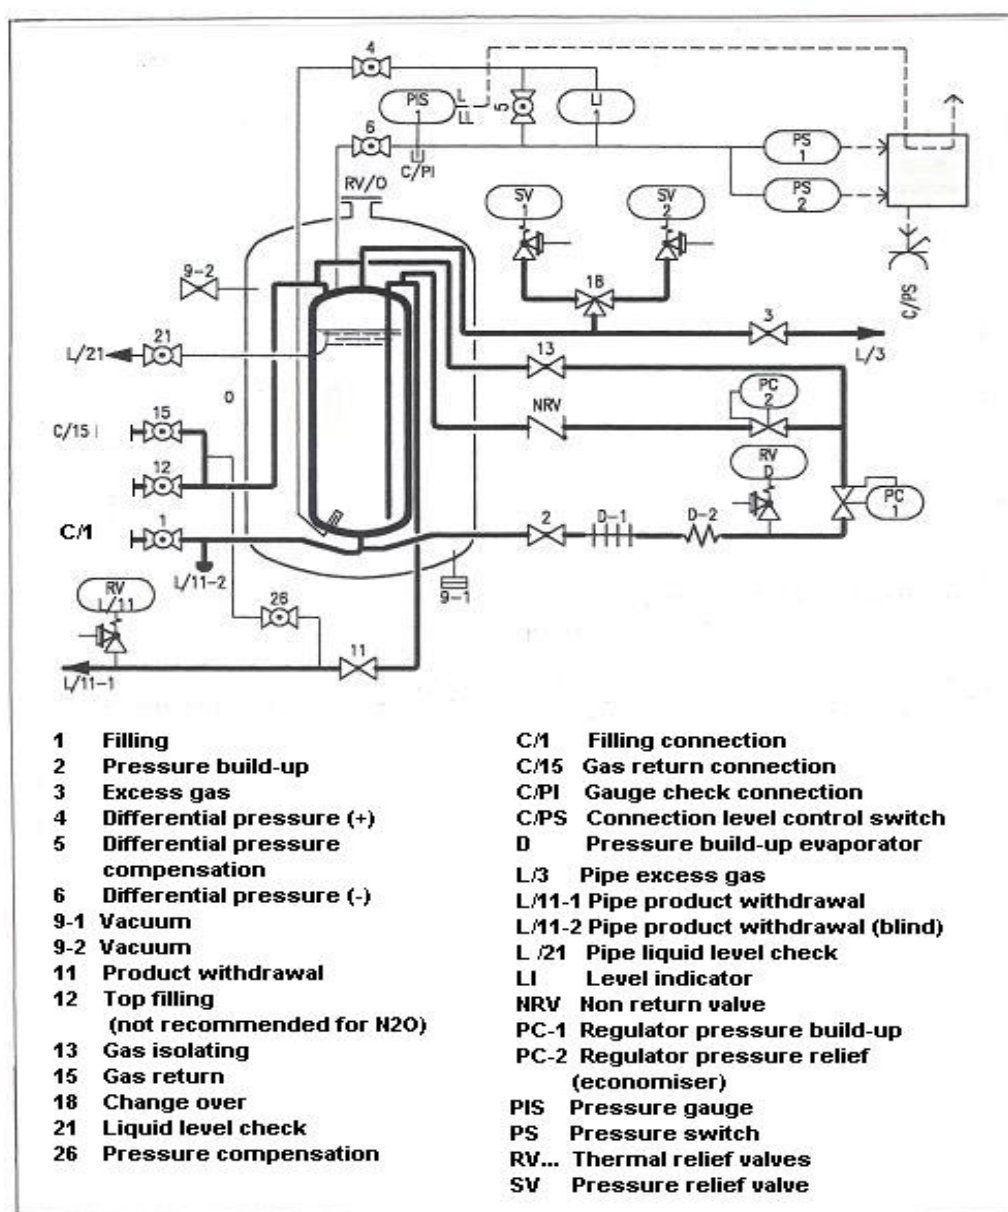 4
PIS
1
L
LL
5
LI
1
6
C/PI
PS
1
PS
2
RV/O
SV
1
SV
2
C/PS
9-2
18
3
L/3
L/21
21
13
O
PC
2
15
NRV
C/15
12
RV
D
PC
1
C/1
1
2
D-1
D-2
L/11-2
RV
L/11
26
9-1
11
L/11-1
1 Filling
2 Pressure build-up
3 Excess gas
4 Differential pressure (+)
5 Differential pressure
compensation
6 Differential pressure (-)
9-1 Vacuum
9-2 Vacuum
11 Product withdrawal
12 Top filling
(not recommended for N2O)
13 Gas isolating
15 Gas return
18 Change over
21 Liquid level check
26 Pressure compensation
C/1 Filling connection
C/15 Gas return connection
C/PI Gauge check connection
C/PS Connection level control switch
D Pressure build-up evaporator
L/3 Pipe excess gas
L/11-1 Pipe product withdrawal
L/11-2 Pipe product withdrawal (blind)
L /21 Pipe liquid level check
LI Level indicator
NRV Non return valve
PC-1 Regulator pressure build-up
PC-2 Regulator pressure relief
(economiser)
PIS Pressure gauge
PS Pressure switch
RV... Thermal relief valves
SV Pressure relief valve